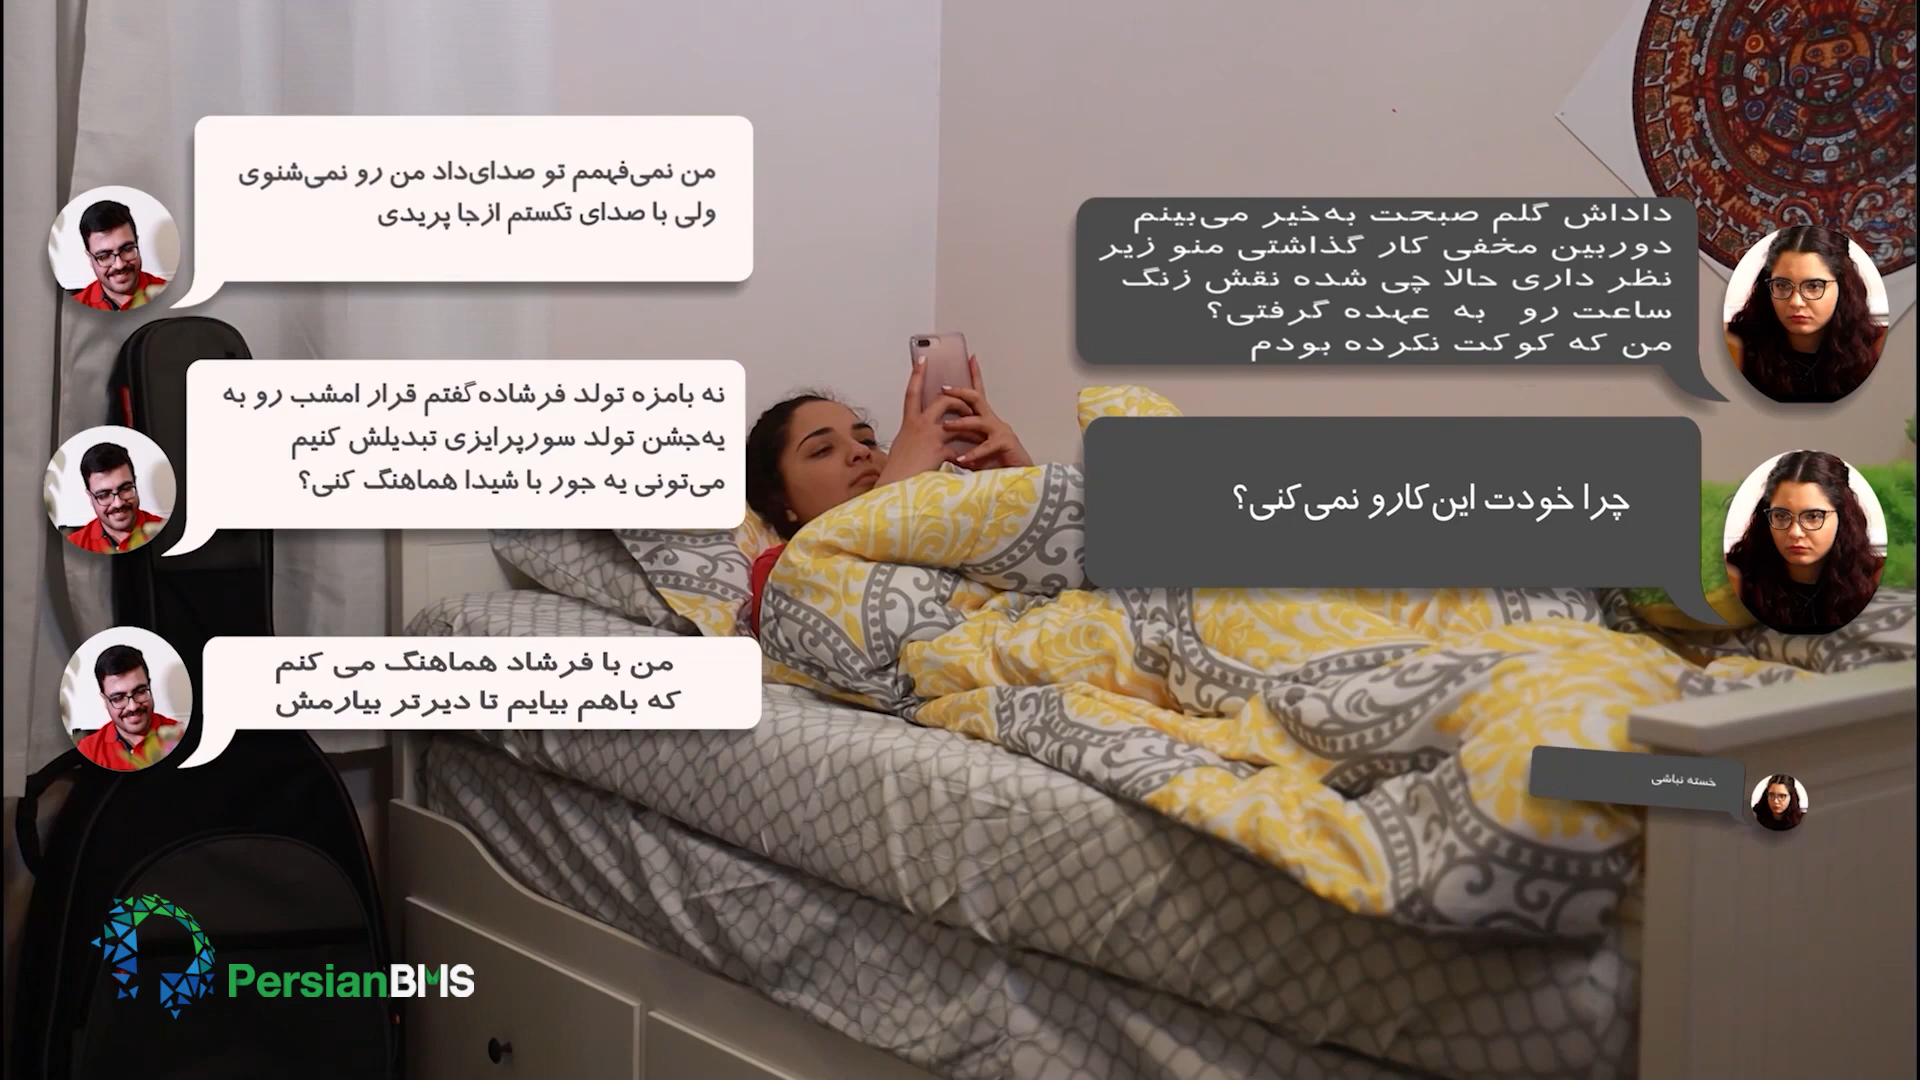 من نمی‌فهمم تو صدای‌داد من رو نمی‌شنوی
ولی با صدای تکستم ازجا پریدی
داداش گلم صبحت به‌خیر می‌بینم
دوربین مخفی کار گذاشتی منو زیر
نظر داری حالا چی شده نقش زنگ
ساعت رو به عهده گرفتی؟
من که کوکت نکرده بودم
نه بامزه تولد فرشاده‌گفتم قرار امشب رو به
یه‌جشن تولد سورپرایزی تبدیلش کنیم
می‌تونی یه جور با شیدا هماهنگ کنی؟
چرا خودت این‌کارو نمی‌کنی؟
من با فرشاد هماهنگ می کنم
که باهم بیایم تا دیرتر بیارمش
خسته نباشی
PersianBMS